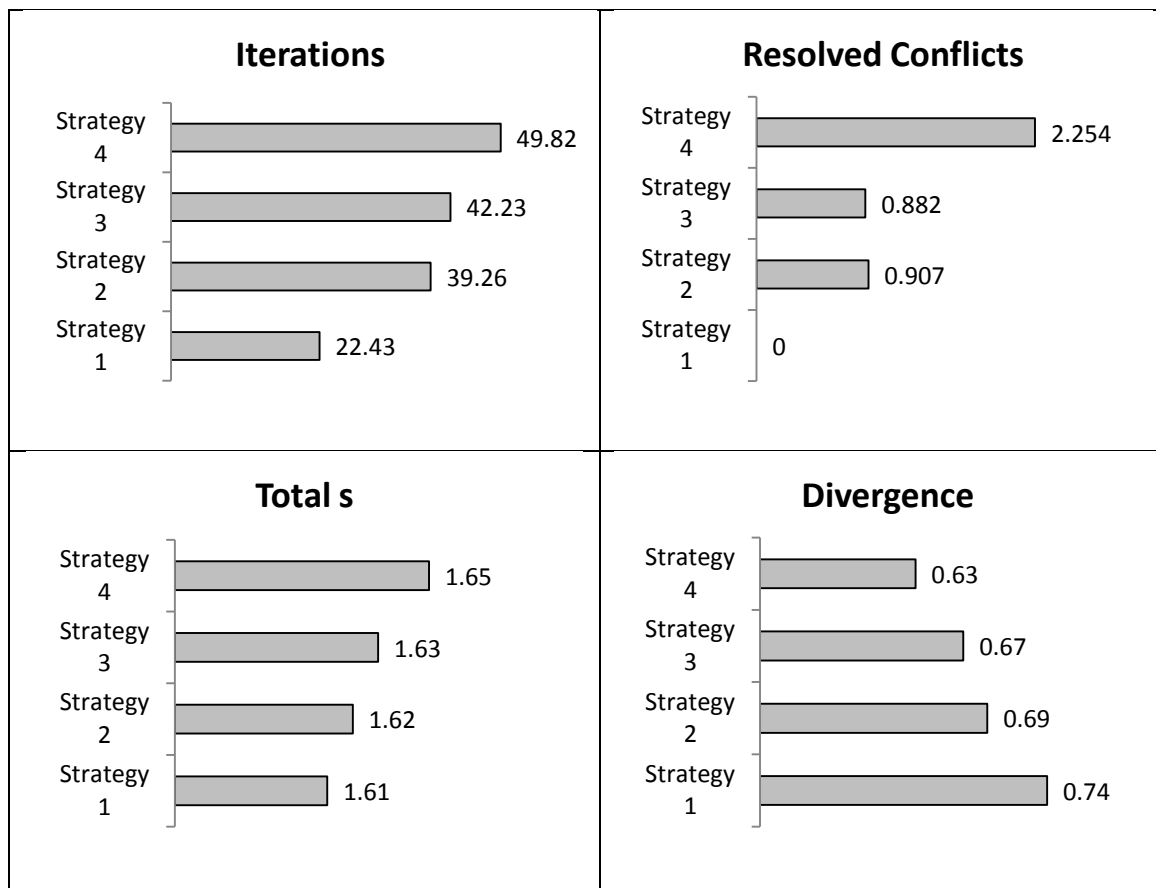 Iterations
Strategy
4
49.82
Strategy
3
42.23
Strategy
2
39.26
Strategy
1
22.43
Resolved Conflicts
Strategy
4
2.254
Strategy
3
0.882
Strategy
2
0.907
Strategy
1
0
Total s
Strategy
4
1.65
Strategy
3
1.63
Strategy
2
1.62
Strategy
1
1.61
Divergence
Strategy
4
0.63
Strategy
3
0.67
Strategy
2
0.69
Strategy
1
0.74